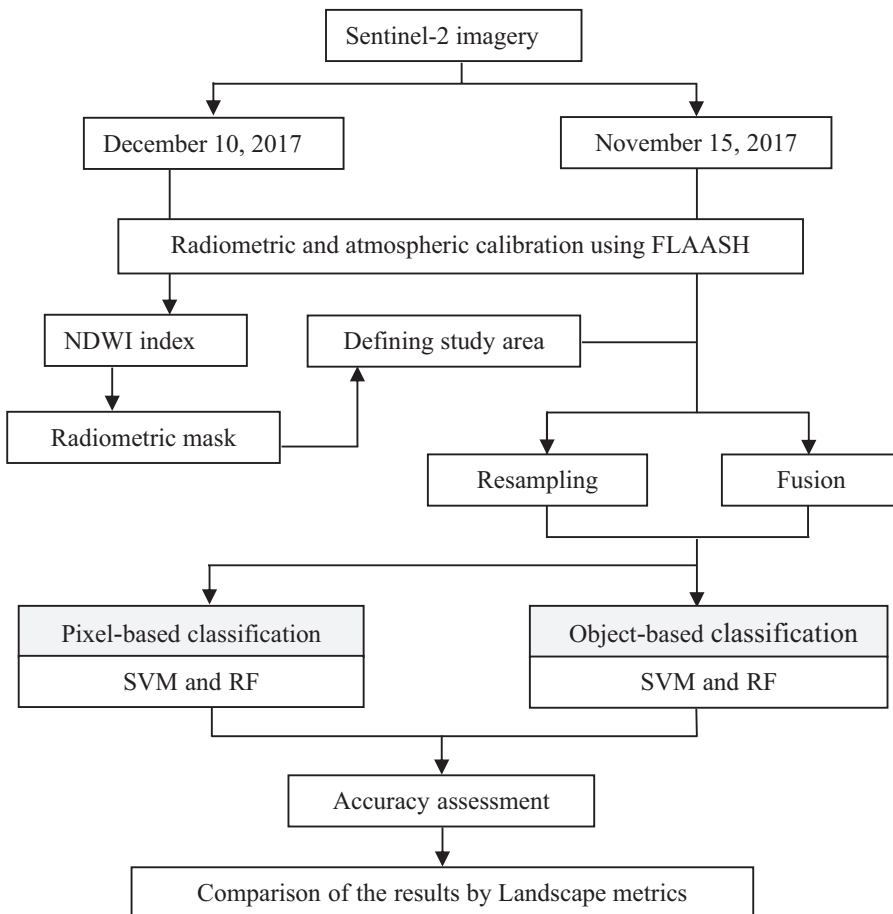 Sentinel-2 imagery
December 10, 2017
November 15, 2017
Radiometric and atmospheric calibration using FLAASH
NDWI index
Defining study area
Radiometric mask
Resampling
Fusion
Pixel-based classification
Object-based classification
SVM and RF
SVM and RF
Accuracy assessment
Comparison of the results by Landscape metrics